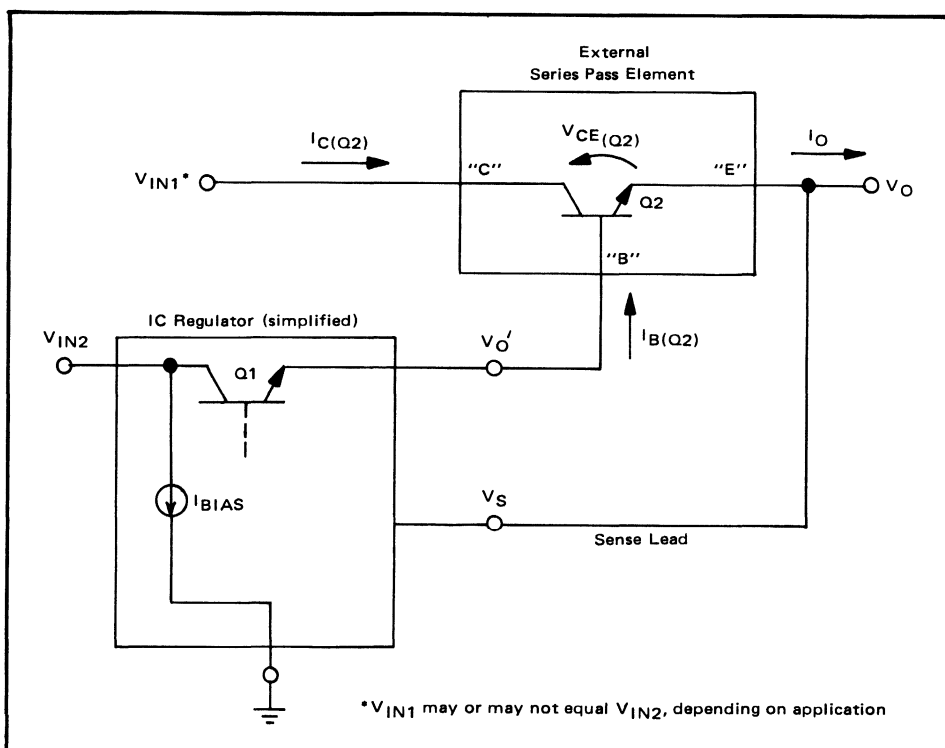 External
Series Pass Element
I_C(Q2)
V_CE(Q2)
I_O
V_IN1*
"C"
"E"
Q2
V_O
"B"
IC Regulator (simplified)
V_IN2
V_O'
I_B(Q2)
Q1
I_BIAS
V_S
Sense Lead
*V_IN1 may or may not equal V_IN2, depending on application